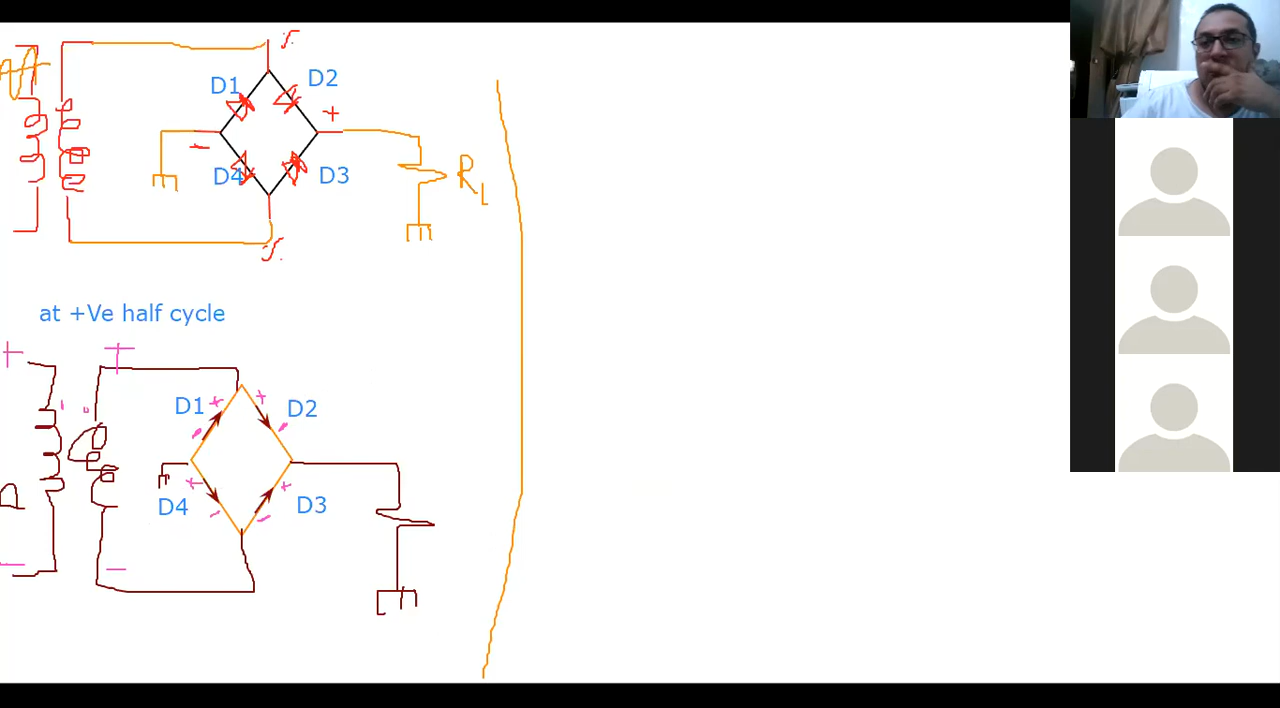 D1
D2
+
-
D4
D3
R_L
at +Ve half cycle
+
+
D1
+
+
D2
-
-
+
+
D4
-
-
D3
-
-